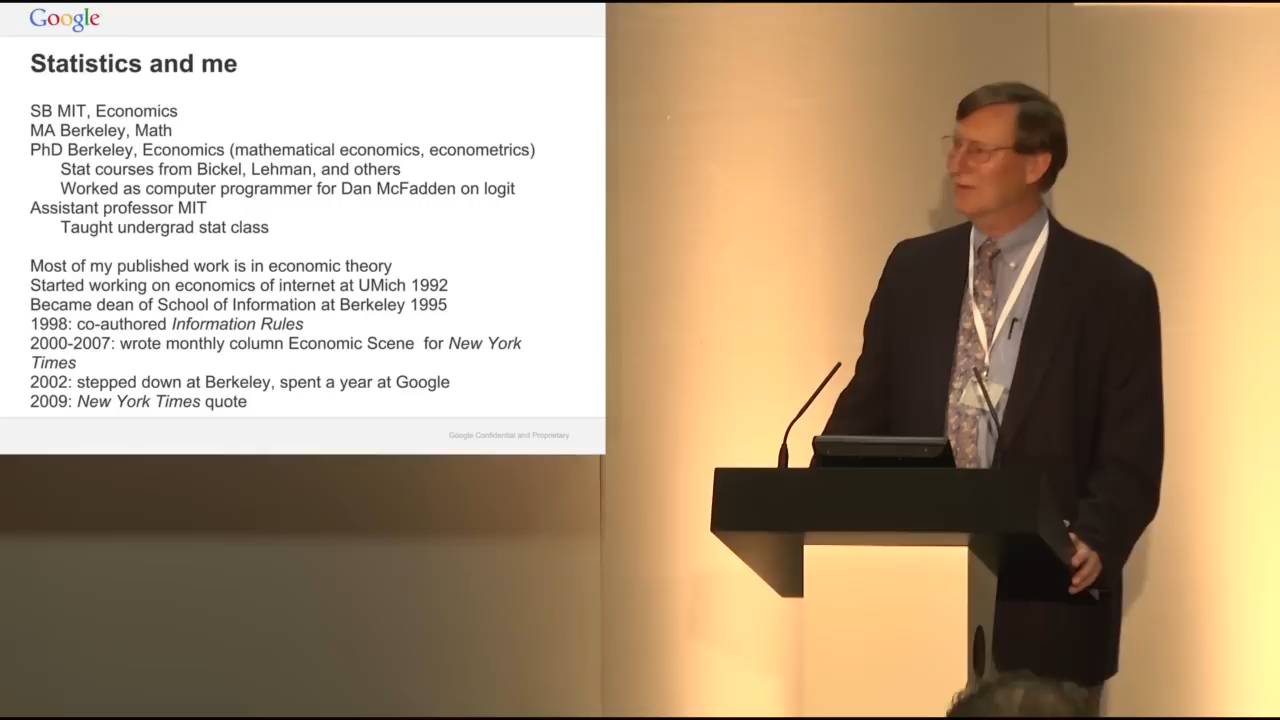 Google
Statistics and me
SB MIT, Economics
MA Berkeley, Math
PhD Berkeley, Economics (mathematical economics, econometrics)
Stat courses from Bickel, Lehman, and others
Worked as computer programmer for Dan McFadden on logit
Assistant professor MIT
Taught undergrad stat class
Most of my published work is in economic theory
Started working on economics of internet at UMich 1992
Became dean of School of Information at Berkeley 1995
1998: co-authored Information Rules
2000-2007: wrote monthly column Economic Scene for New York
Times
2002: stepped down at Berkeley, spent a year at Google
2009: New York Times quote
Google Confidential and Proprietary